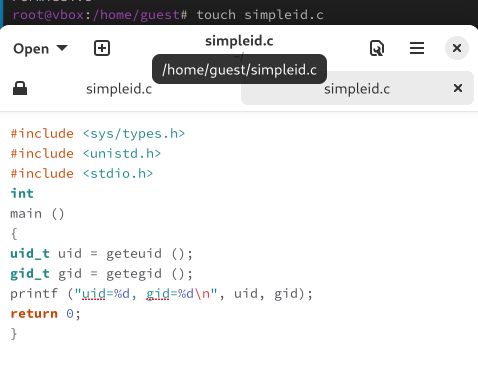 root@vbox:/home/guest# touch simpleid.c
Open
simpleid.c
/home/guest/simpleid.c
simpleid.c
simpleid.c
#include <sys/types.h>
#include <unistd.h>
#include <stdio.h>
int
main ()
{
uid_t uid = geteuid ();
gid_t gid = getegid ();
printf ("uid=%d, gid=%d\n", uid, gid);
return 0;
}